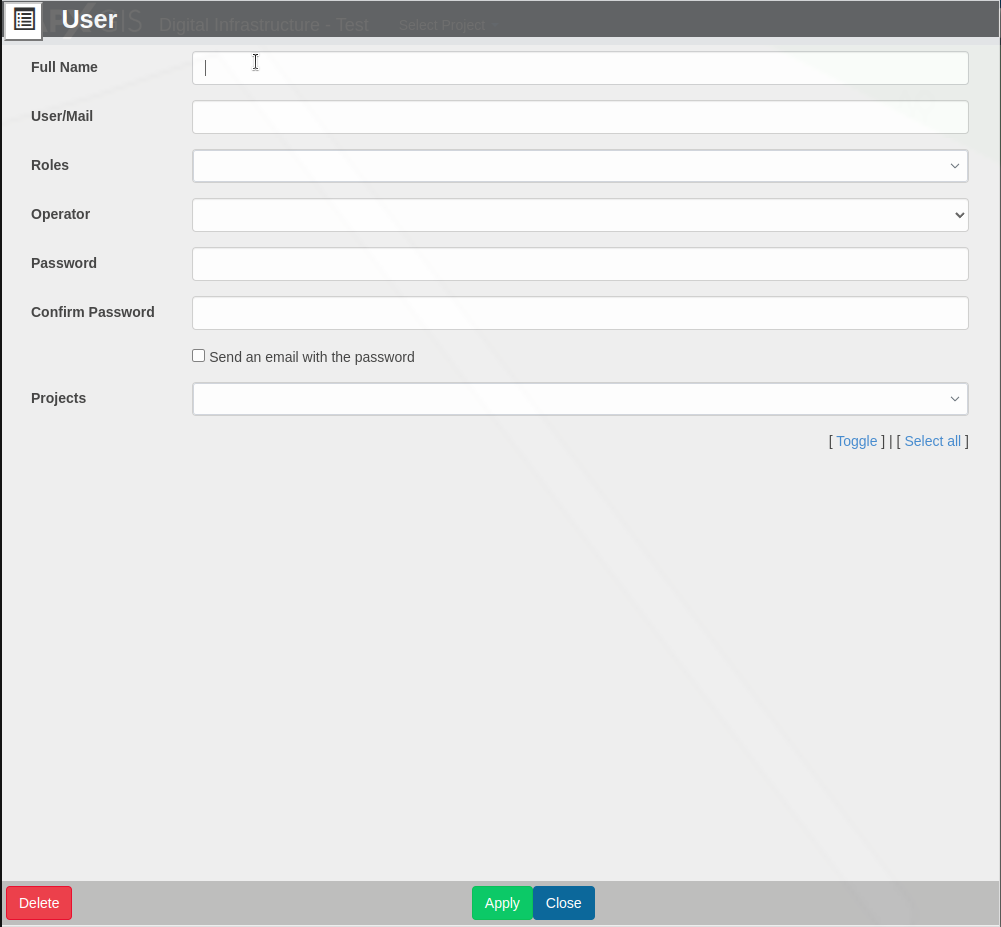 User
Digital Infrastructure - Test
Select Project
Full Name
User/Mail
Roles
Operator
Password
Confirm Password
Send an email with the password
Projects
[ Toggle ] | [ Select all ]
Delete
Apply
Close